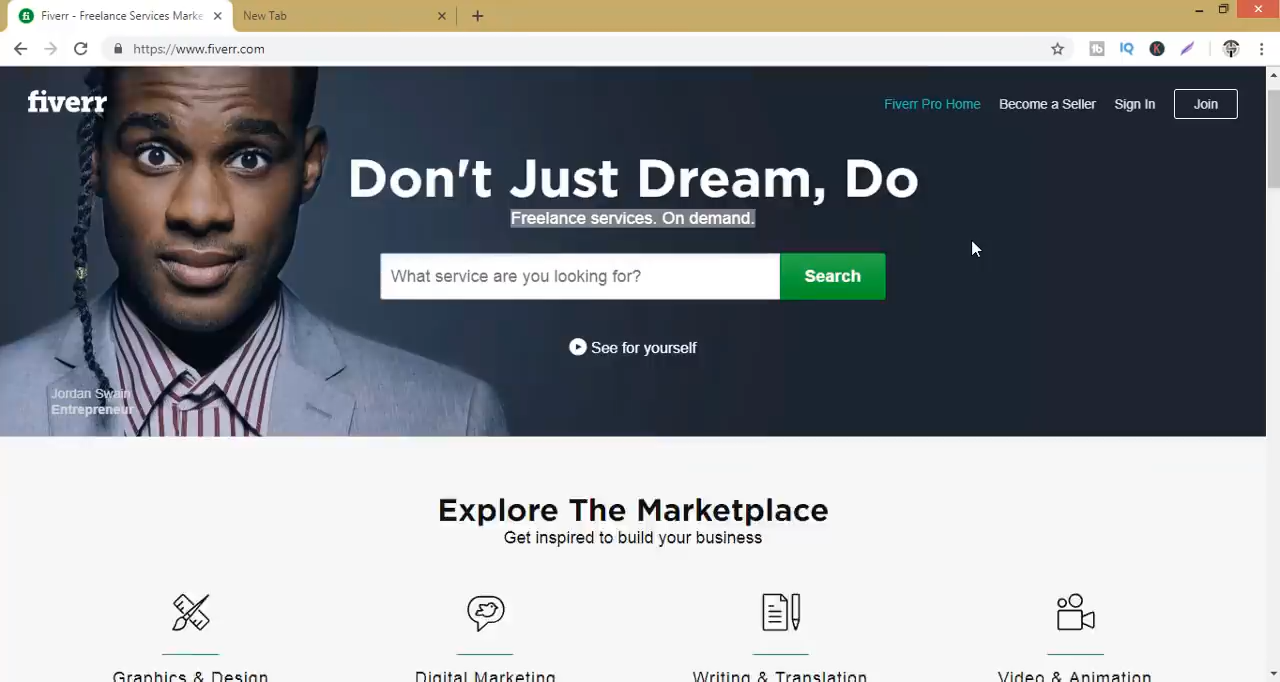 Fiverr - Freelance Services Marke
New Tab
https://www.fiverr.com
fiverr
Fiverr Pro Home
Become a Seller
Sign In
Join
Don't Just Dream, Do
Freelance services. On demand.
What service are you looking for?
Search
See for yourself
Jordan Swain
Entrepreneur
Explore The Marketplace
Get inspired to build your business
Graphics & Design
Digital Marketing
Writing & Translation
Video & Animation